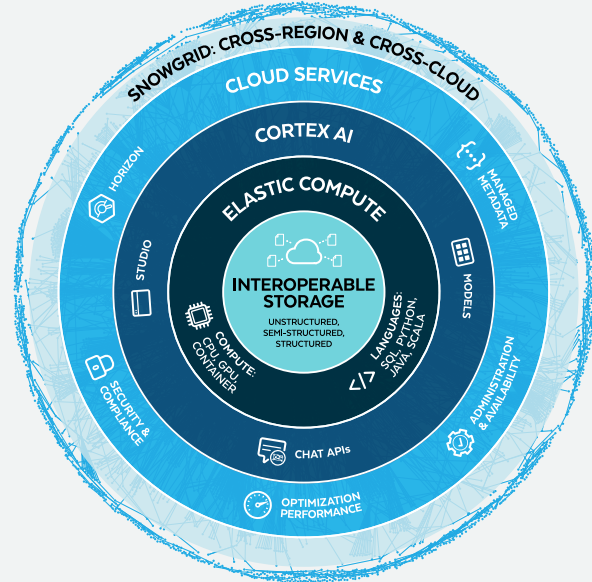 SNOWGRID: CROSS-REGION & CROSS-CLOUD
CLOUD SERVICES
CORTEX AI
ELASTIC COMPUTE
INTEROPERABLE
STORAGE
UNSTRUCTURED,
SEMI-STRUCTURED,
STRUCTURED
COMPUTE:
CPU, GPU,
CONTAINER
LANGUAGES:
SQL, PYTHON,
JAVA, SCALA
STUDIO
MODELS
CHAT APIs
HORIZON
MANAGED
METADATA
SECURITY &
COMPLIANCE
ADMINISTRATION
& AVAILABILITY
OPTIMIZATION
PERFORMANCE